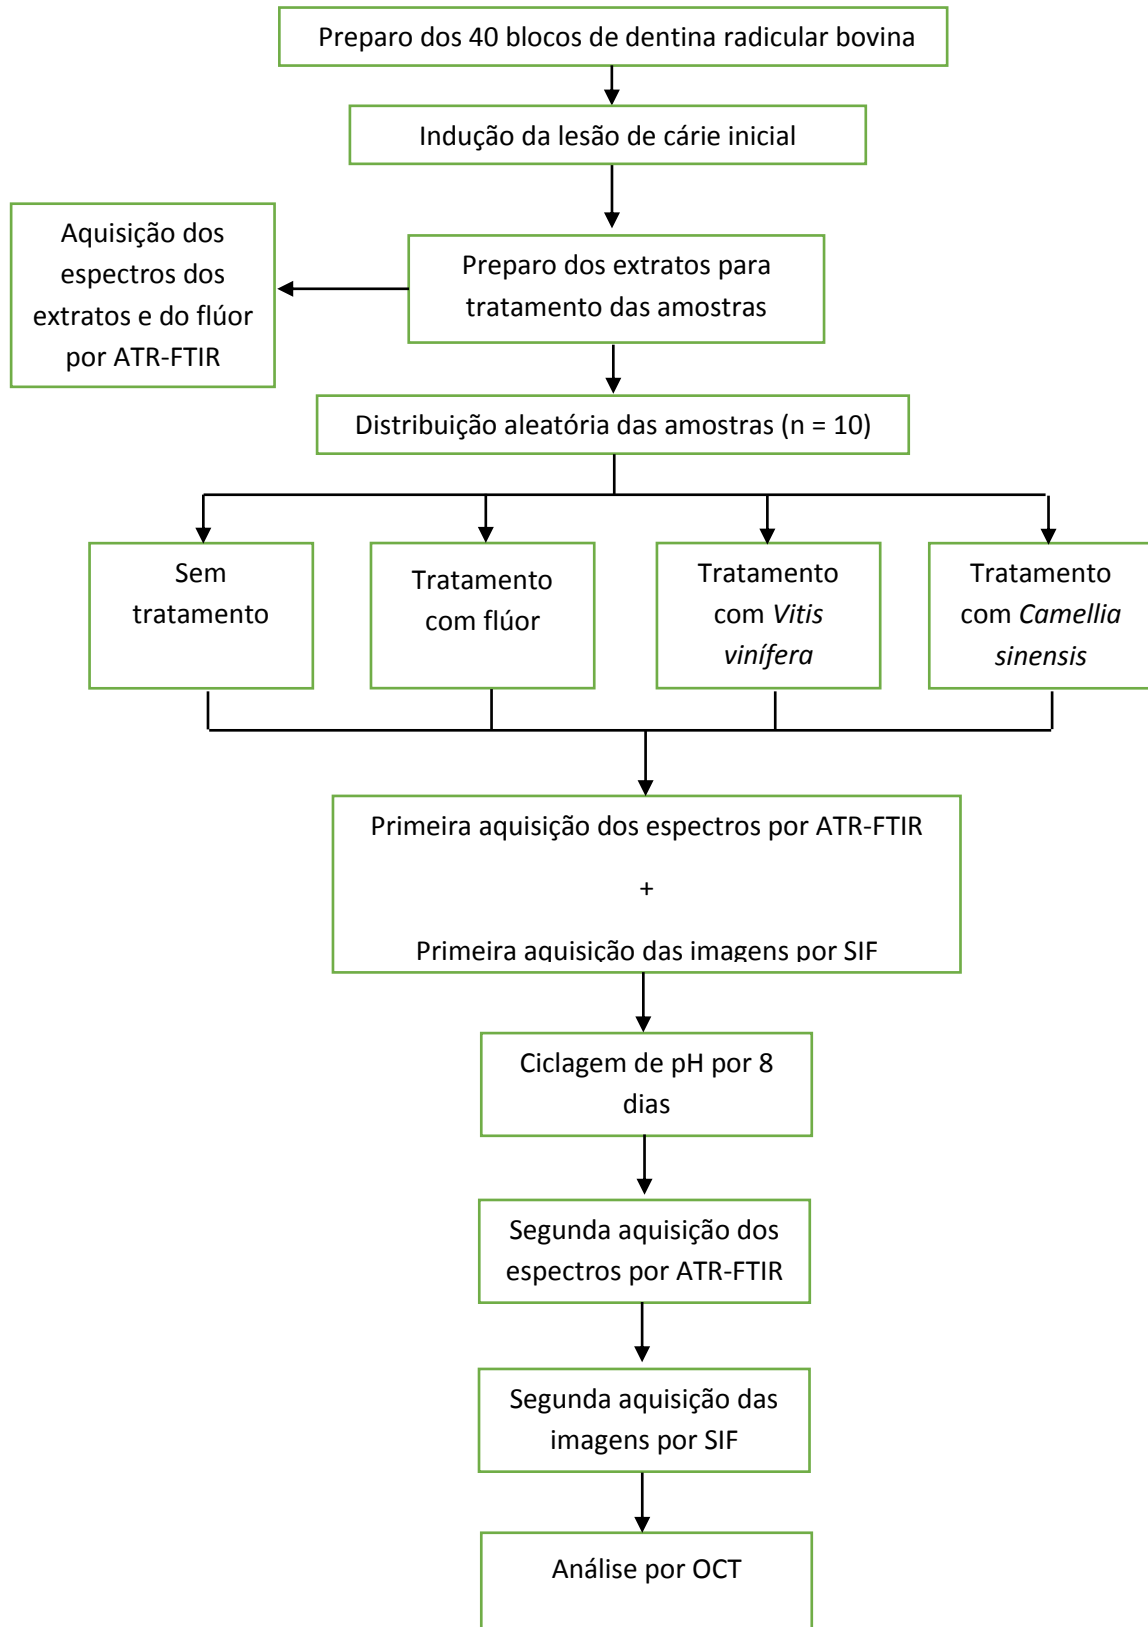 Preparo dos 40 blocos de dentina radicular bovina
Indução da lesão de cárie inicial
Aquisição dos
espectros dos
extratos e do flúor
por ATR-FTIR
Preparo dos extratos para
tratamento das amostras
Distribuição aleatória das amostras (n = 10)
Sem
tratamento
Tratamento
com flúor
Tratamento
com Vitis
vinífera
Tratamento
com Camellia
sinensis
Primeira aquisição dos espectros por ATR-FTIR
+
Primeira aquisição das imagens por SIF
Ciclagem de pH por 8
dias
Segunda aquisição dos
espectros por ATR-FTIR
Segunda aquisição das
imagens por SIF
Análise por OCT